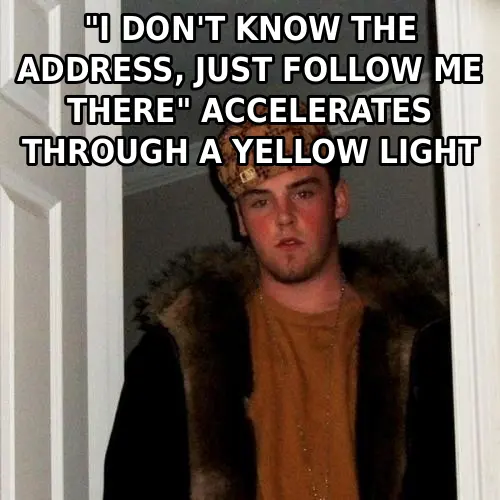 "I DON'T KNOW THE
ADDRESS, JUST FOLLOW ME
THERE" ACCELERATES
THROUGH A YELLOW LIGHT